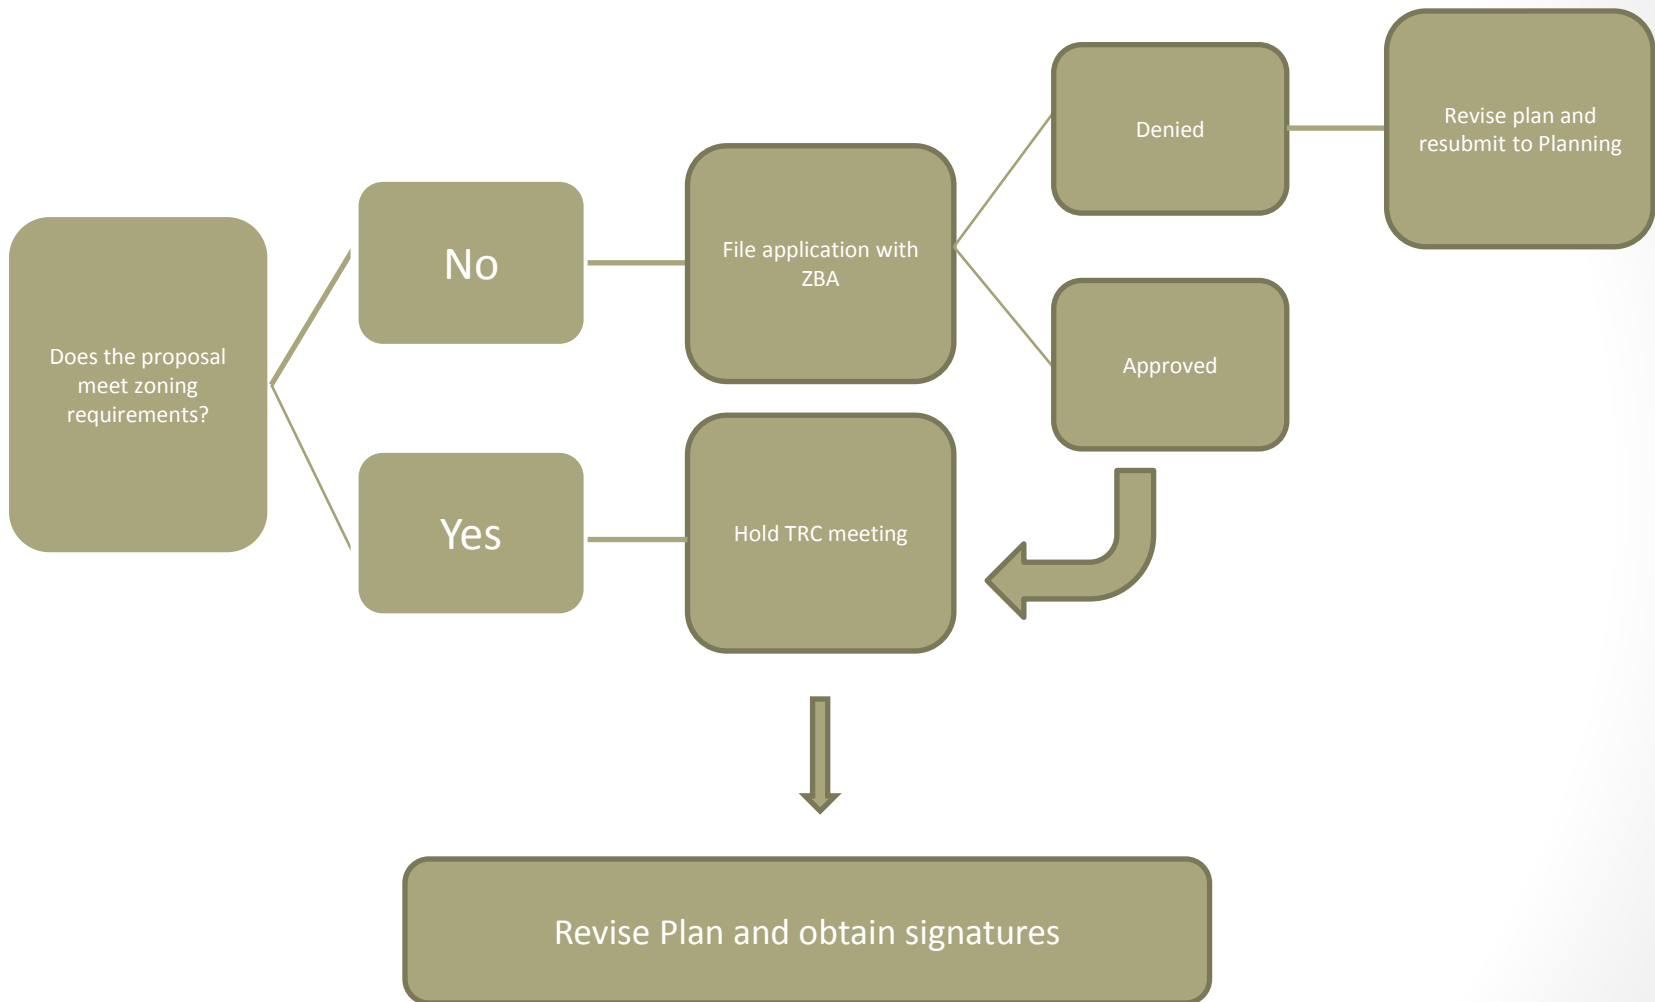 Does the proposal
meet zoning
requirements?
No
File application with
ZBA
Denied
Revise plan and
resubmit to Planning
Approved
Yes
Hold TRC meeting
Revise Plan and obtain signatures